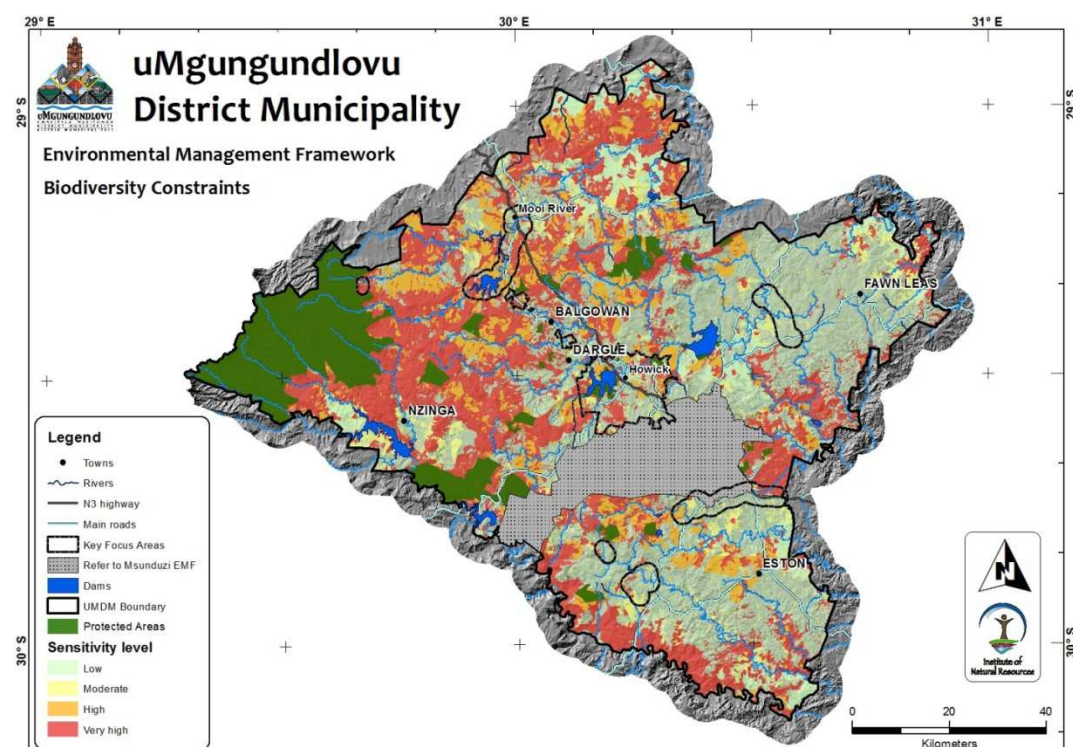 29° E
30° E
31° E
uMgungundlovu
District Municipality
Environmental Management Framework
Biodiversity Constraints
uMGUNGUNDLOVU
29° S
29° S
Mooi River
FAWN LEAS
BALGOWAN
DARGLE
Howick
NZINGA
ESTON
Legend
Towns
Rivers
N3 highway
Main roads
Key Focus Areas
Refer to Msunduzi EMF
Dams
UMDM Boundary
Protected Areas
Sensitivity level
Low
Moderate
High
Very high
30° S
30° S
N
Institute of
Natural Resources
0 20 40
Kilometers